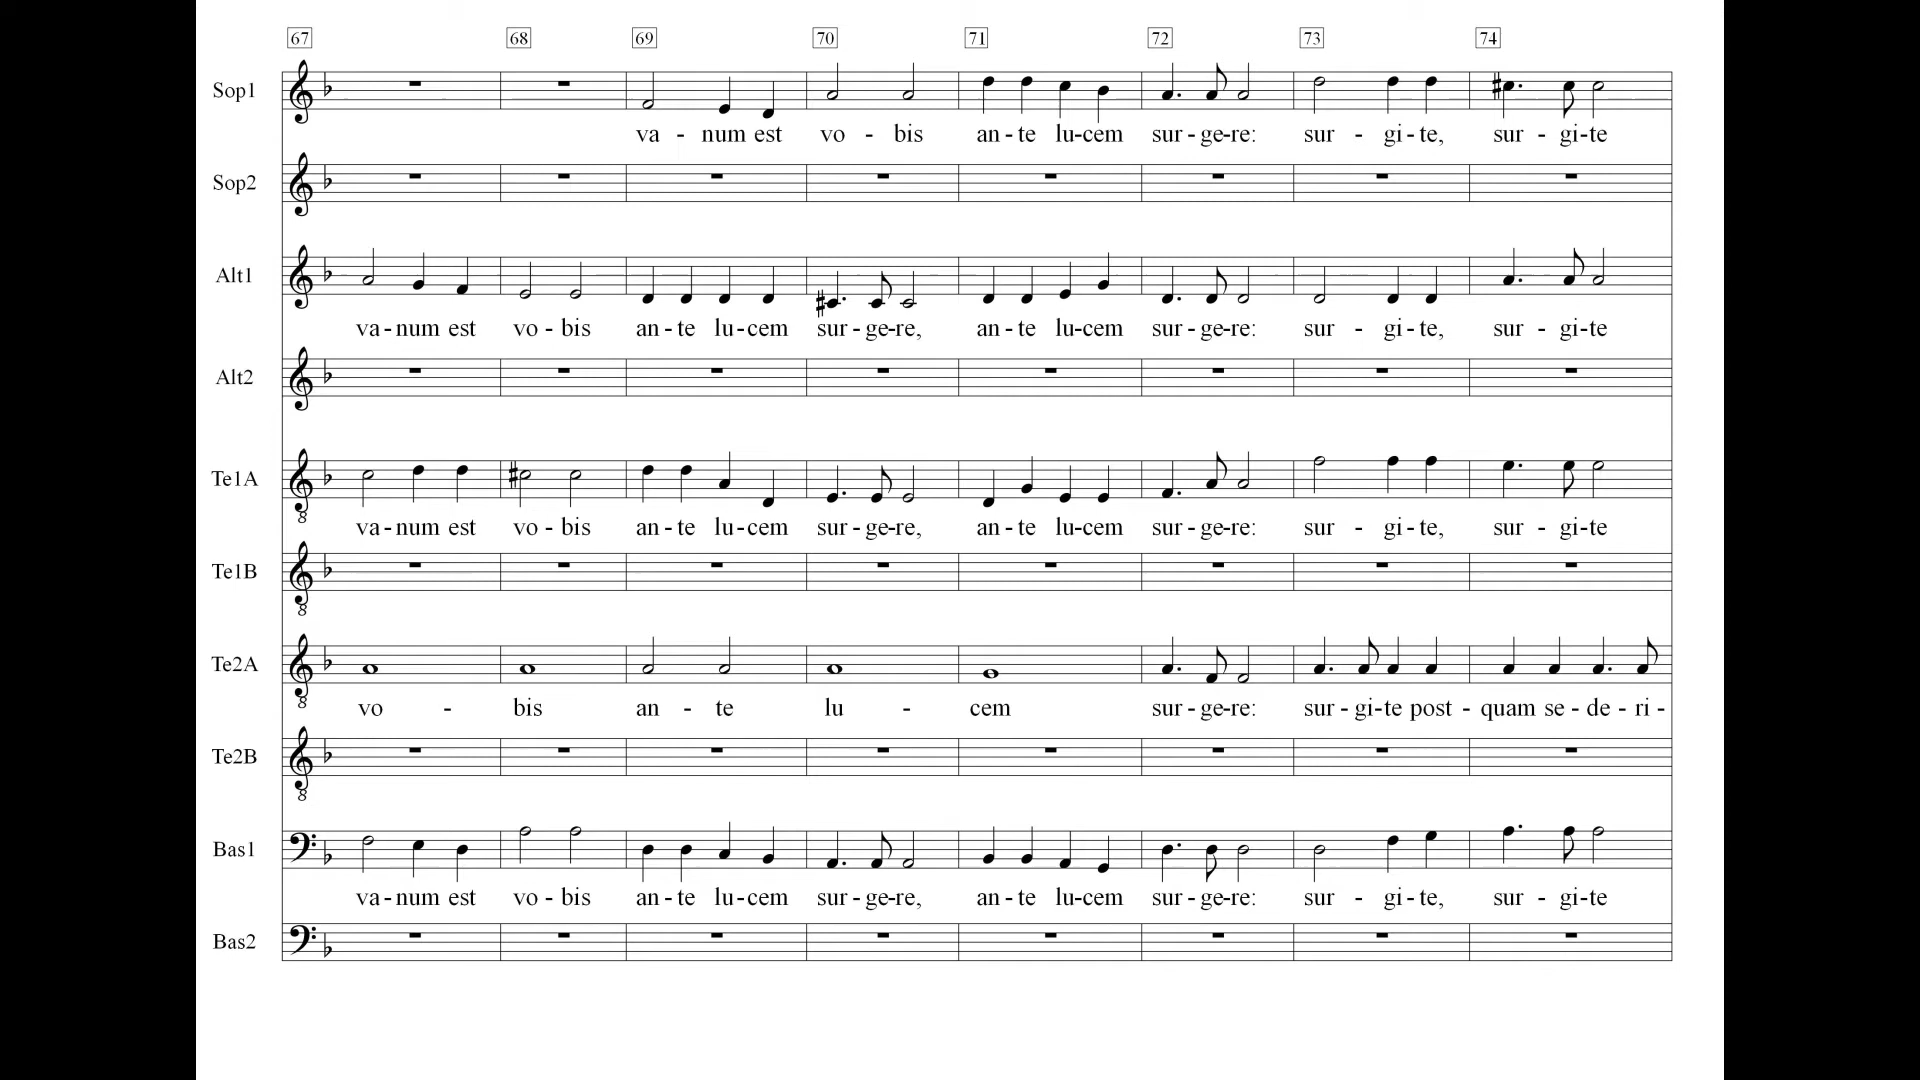 67 68 69 70 71 72 73 74
Sop1
va - num est vo - bis an - te lu - cem sur - ge - re: sur - gi - te, sur - gi - te
Sop2
Alt1
va - num est vo - bis an - te lu - cem sur - ge - re, an - te lu - cem sur - ge - re: sur - gi - te, sur - gi - te
Alt2
Te1A
va - num est vo - bis an - te lu - cem sur - ge - re, an - te lu - cem sur - ge - re: sur - gi - te, sur - gi - te
Te1B
Te2A
vo - bis an - te lu - cem sur - ge - re: sur - gi - te post - quam se - de - ri -
Te2B
Bas1
va - num est vo - bis an - te lu - cem sur - ge - re, an - te lu - cem sur - ge - re: sur - gi - te, sur - gi - te
Bas2